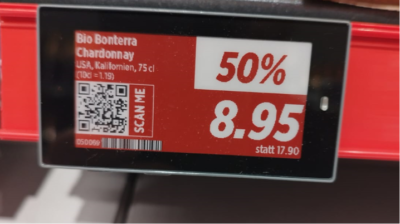 Bio Bonterra
Chardonnay
USA, Kalifornien, 75 cl
(10cl = 1.19)
50%
SCAN ME
8.95
statt 17.90